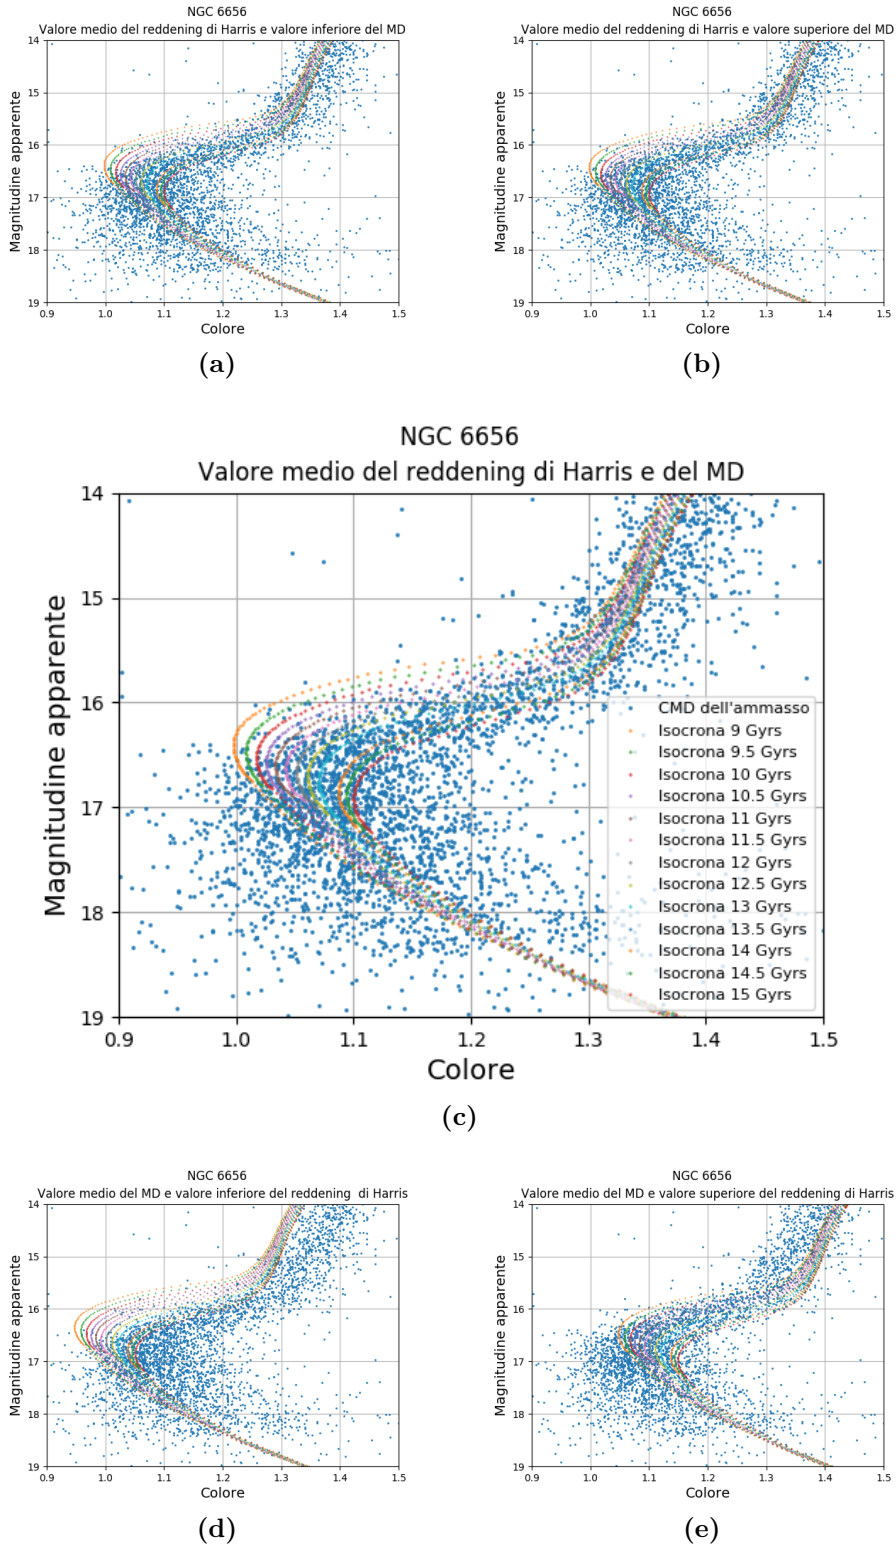 NGC 6656
Valore medio del reddening di Harris e valore inferiore del MD
14
15
16
17
18
19
Magnitudine apparente
0.9 1.0 1.1 1.2 1.3 1.4 1.5
Colore
(a)
NGC 6656
Valore medio del reddening di Harris e valore superiore del MD
14
15
16
17
18
19
Magnitudine apparente
0.9 1.0 1.1 1.2 1.3 1.4 1.5
Colore
(b)
NGC 6656
Valore medio del reddening di Harris e del MD
14
15
16
17
18
19
Magnitudine apparente
CMD dell'ammasso
Isocrona 9 Gyrs
Isocrona 9.5 Gyrs
Isocrona 10 Gyrs
Isocrona 10.5 Gyrs
Isocrona 11 Gyrs
Isocrona 11.5 Gyrs
Isocrona 12 Gyrs
Isocrona 12.5 Gyrs
Isocrona 13 Gyrs
Isocrona 13.5 Gyrs
Isocrona 14 Gyrs
Isocrona 14.5 Gyrs
Isocrona 15 Gyrs
0.9 1.0 1.1 1.2 1.3 1.4 1.5
Colore
(c)
NGC 6656
Valore medio del MD e valore inferiore del reddening di Harris
14
15
16
17
18
19
Magnitudine apparente
0.9 1.0 1.1 1.2 1.3 1.4 1.5
Colore
(d)
NGC 6656
Valore medio del MD e valore superiore del reddening di Harris
14
15
16
17
18
19
Magnitudine apparente
0.9 1.0 1.1 1.2 1.3 1.4 1.5
Colore
(e)